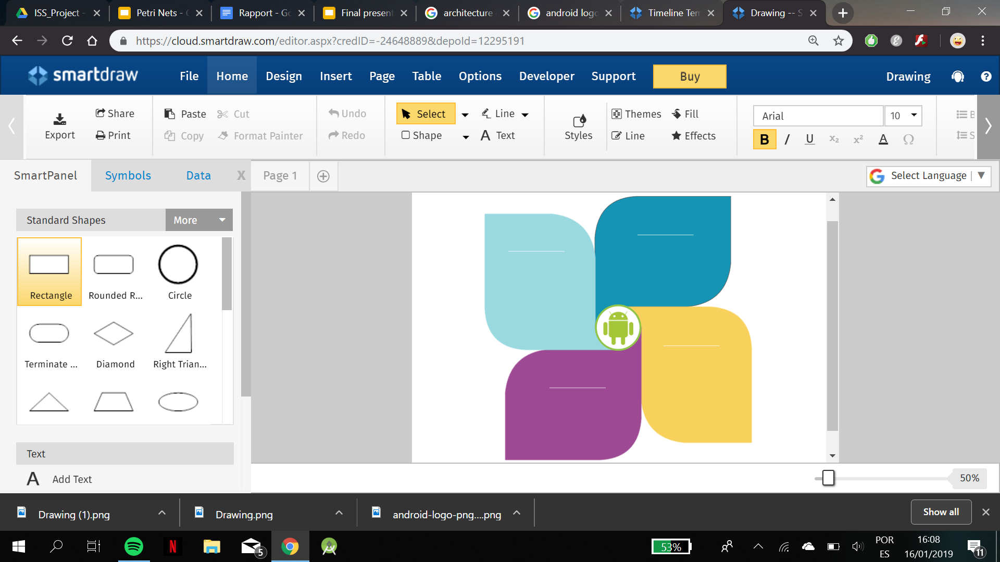 ISS_Project -
Petri Nets -
Rapport - Go
Final present
architecture
android logo
Timeline Tem
Drawing -- S
https://cloud.smartdraw.com/editor.aspx?credID=-24648889&depoId=12295191
smartdraw
File
Home
Design
Insert
Page
Table
Options
Developer
Support
Buy
Drawing
Export
Share
Print
Paste
Cut
Copy
Format Painter
Undo
Redo
Select
Line
Shape
A Text
Styles
Themes
Fill
Line
Effects
Arial
10
B I U x₂ x² A Ω
SmartPanel
Symbols
Data
X
Page 1
Select Language
Standard Shapes
More
Rectangle
Rounded R...
Circle
Terminate ...
Diamond
Right Trian...
Text
A Add Text
50%
Drawing (1).png
Drawing.png
android-logo-png....png
Show all
5
53%
POR
ES
16:08
16/01/2019
11